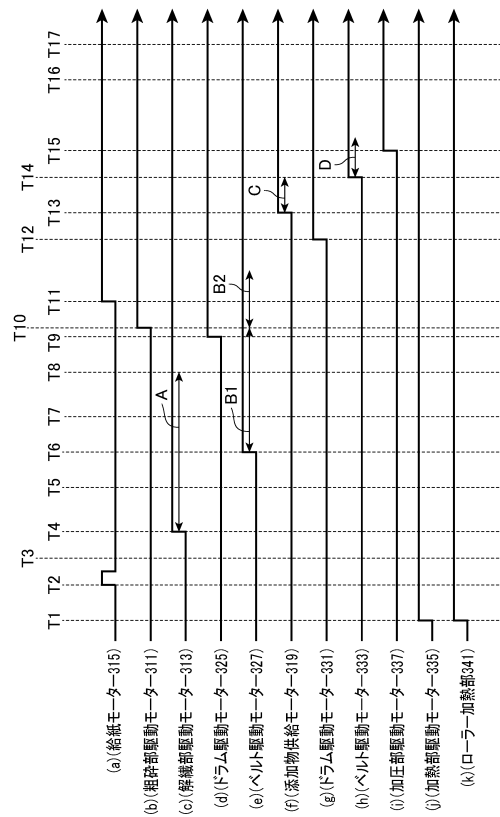 T1
T2
T3
T4
T5
T6
T7
T8
T9
T10
T11
T12
T13
T14
T15
T16
T17
(a)(給紙モーター315)
(b)(粗砕部駆動モーター311)
(c)(解繊部駆動モーター313)
A
(d)(ドラム駆動モーター325)
(e)(ベルト駆動モーター327)
B1
B2
(f)(添加物供給モーター319)
C
(g)(ドラム駆動モーター331)
(h)(ベルト駆動モーター333)
D
(i)(加圧部駆動モーター337)
(j)(加熱部駆動モーター335)
(k)(ローラー加熱部341)